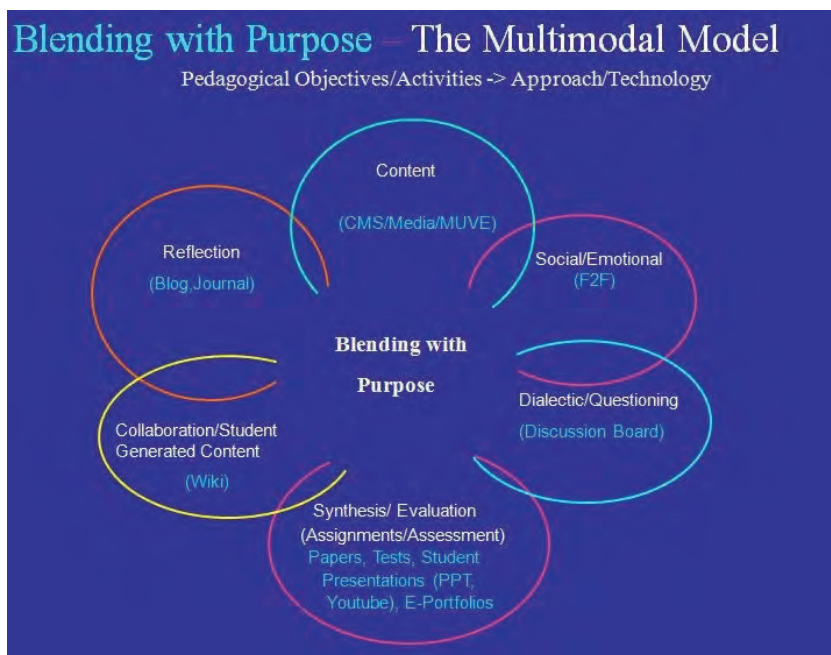 Blending with Purpose – The Multimodal Model
Pedagogical Objectives/Activities -> Approach/Technology
Content
(CMS/Media/MUVE)
Reflection
(Blog,Journal)
Social/Emotional
(F2F)
Blending with
Purpose
Dialectic/Questioning
(Discussion Board)
Collaboration/Student
Generated Content
(Wiki)
Synthesis/ Evaluation
(Assignments/Assessment)
Papers, Tests, Student
Presentations (PPT,
Youtube), E-Portfolios